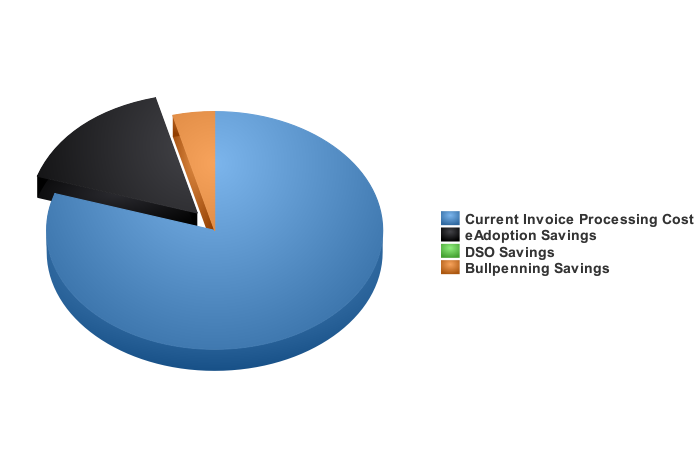 Current Invoice Processing Cost
eAdoption Savings
DSO Savings
Bullpenning Savings